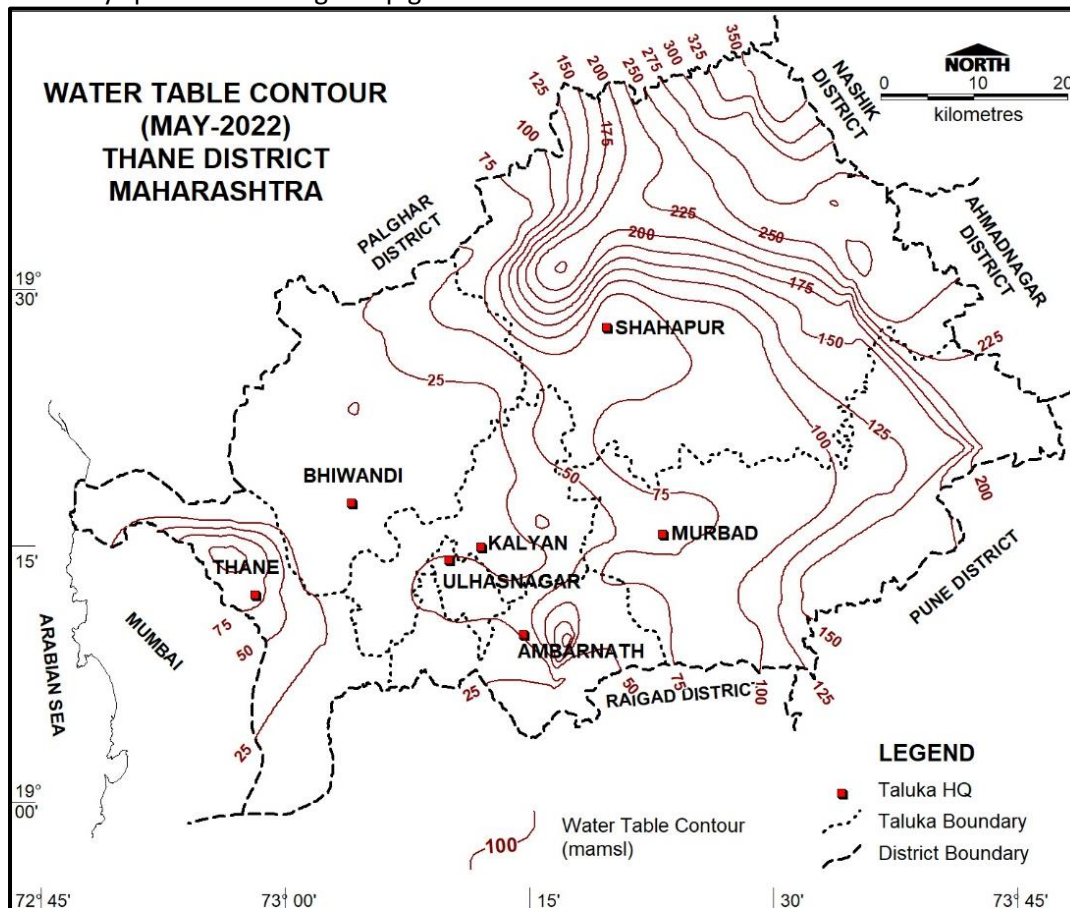 WATER TABLE CONTOUR
(MAY-2022)
THANE DISTRICT
MAHARASHTRA
NORTH
0 10 20
kilometres
125
150
200
250
275
300
325
350
100
175
75
NASHIK
DISTRICT
PALGHAR
DISTRICT
AHMADNAGAR
DISTRICT
225
200
250
175
19°
30'
SHAHAPUR
150
225
25
100
125
BHIWANDI
50
75
200
KALYAN
MURBAD
15'
THANE
ULHASNAGAR
PUNE DISTRICT
75
50
MUMBAI
ARABIAN SEA
AMBARNATH
150
25
50
75
100
125
RAIGAD DISTRICT
25
19°
00'
LEGEND
Taluka HQ
Taluka Boundary
District Boundary
100
Water Table Contour
(mamsl)
72° 45' 73° 00' 15' 30' 73° 45'